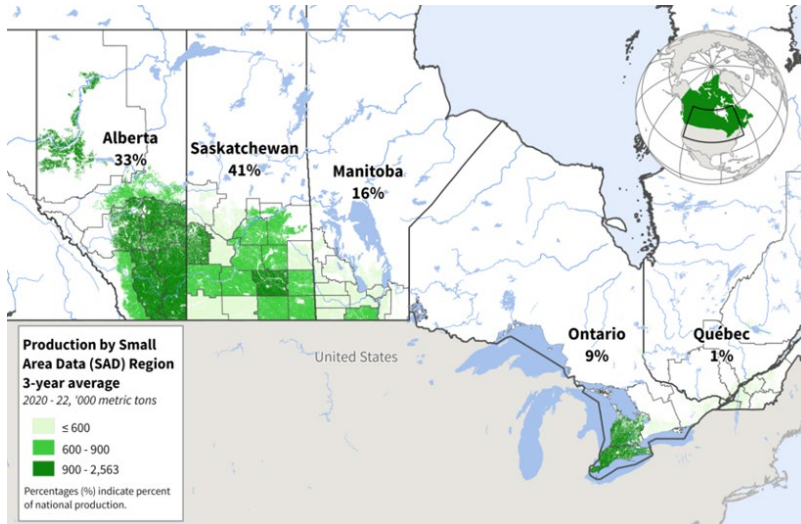 Alberta
33%
Saskatchewan
41%
Manitoba
16%
Ontario
9%
Québec
1%
United States
Production by Small
Area Data (SAD) Region
3-year average
2020 - 22, '000 metric tons
≤ 600
600 - 900
900 - 2,563
Percentages (%) indicate percent
of national production.